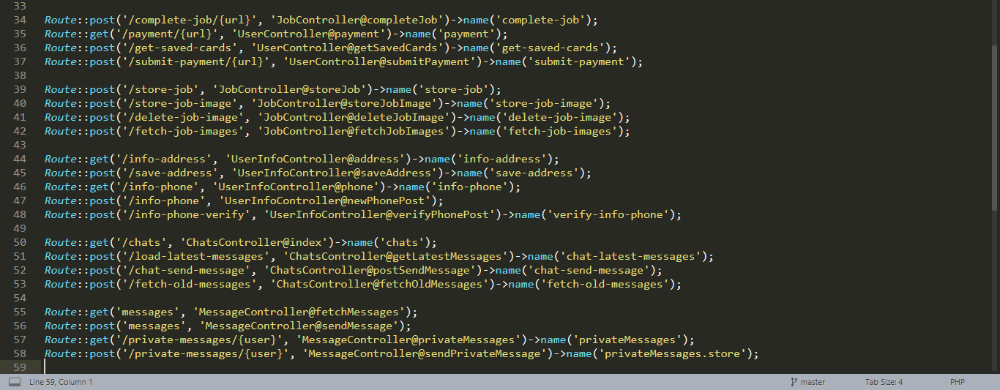 33
34 Route::post('/complete-job/{url}', 'JobController@completeJob')->name('complete-job');
35 Route::get('/payment/{url}', 'UserController@payment')->name('payment');
36 Route::post('/get-saved-cards', 'UserController@getSavedCards')->name('get-saved-cards');
37 Route::post('/submit-payment/{url}', 'UserController@submitPayment')->name('submit-payment');
38
39 Route::post('/store-job', 'JobController@storeJob')->name('store-job');
40 Route::post('/store-job-image', 'JobController@storeJobImage')->name('store-job-image');
41 Route::post('/delete-job-image', 'JobController@deleteJobImage')->name('delete-job-image');
42 Route::post('/fetch-job-images', 'JobController@fetchJobImages')->name('fetch-job-images');
43
44 Route::get('/info-address', 'UserInfoController@address')->name('info-address');
45 Route::post('/save-address', 'UserInfoController@saveAddress')->name('save-address');
46 Route::get('/info-phone', 'UserInfoController@phone')->name('info-phone');
47 Route::post('/info-phone', 'UserInfoController@newPhonePost');
48 Route::post('/info-phone-verify', 'UserInfoController@verifyPhonePost')->name('verify-info-phone');
49
50 Route::get('/chats', 'ChatsController@index')->name('chats');
51 Route::post('/load-latest-messages', 'ChatsController@getLatestMessages')->name('chat-latest-messages');
52 Route::post('/chat-send-message', 'ChatsController@postSendMessage')->name('chat-send-message');
53 Route::post('/fetch-old-messages', 'ChatsController@fetchOldMessages')->name('fetch-old-messages');
54
55 Route::get('messages', 'MessageController@fetchMessages');
56 Route::post('messages', 'MessageController@sendMessage');
57 Route::get('/private-messages/{user}', 'MessageController@privateMessages')->name('privateMessages');
58 Route::post('/private-messages/{user}', 'MessageController@sendPrivateMessage')->name('privateMessages.store');
59
Line 59, Column 1 master Tab Size: 4 PHP